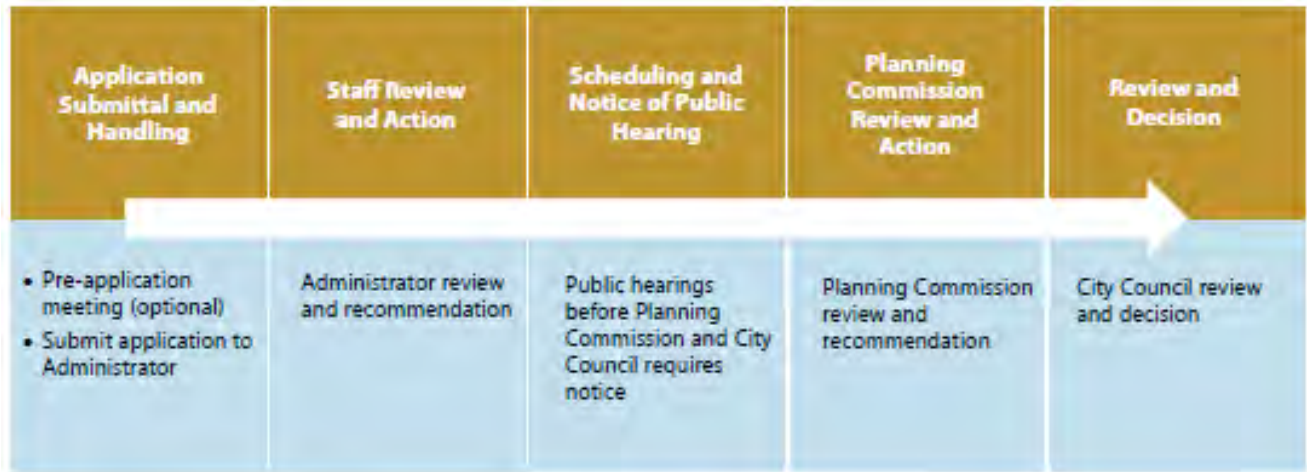 Application
Submittal and
Handling
Staff Review
and Action
Scheduling and
Notice of Public
Hearing
Planning
Commission
Review and
Action
Review and
Decision
• Pre-application
meeting (optional)
• Submit application to
Administrator
Administrator review
and recommendation
Public hearings
before Planning
Commission and City
Council requires
notice
Planning Commission
review and
recommendation
City Council review
and decision